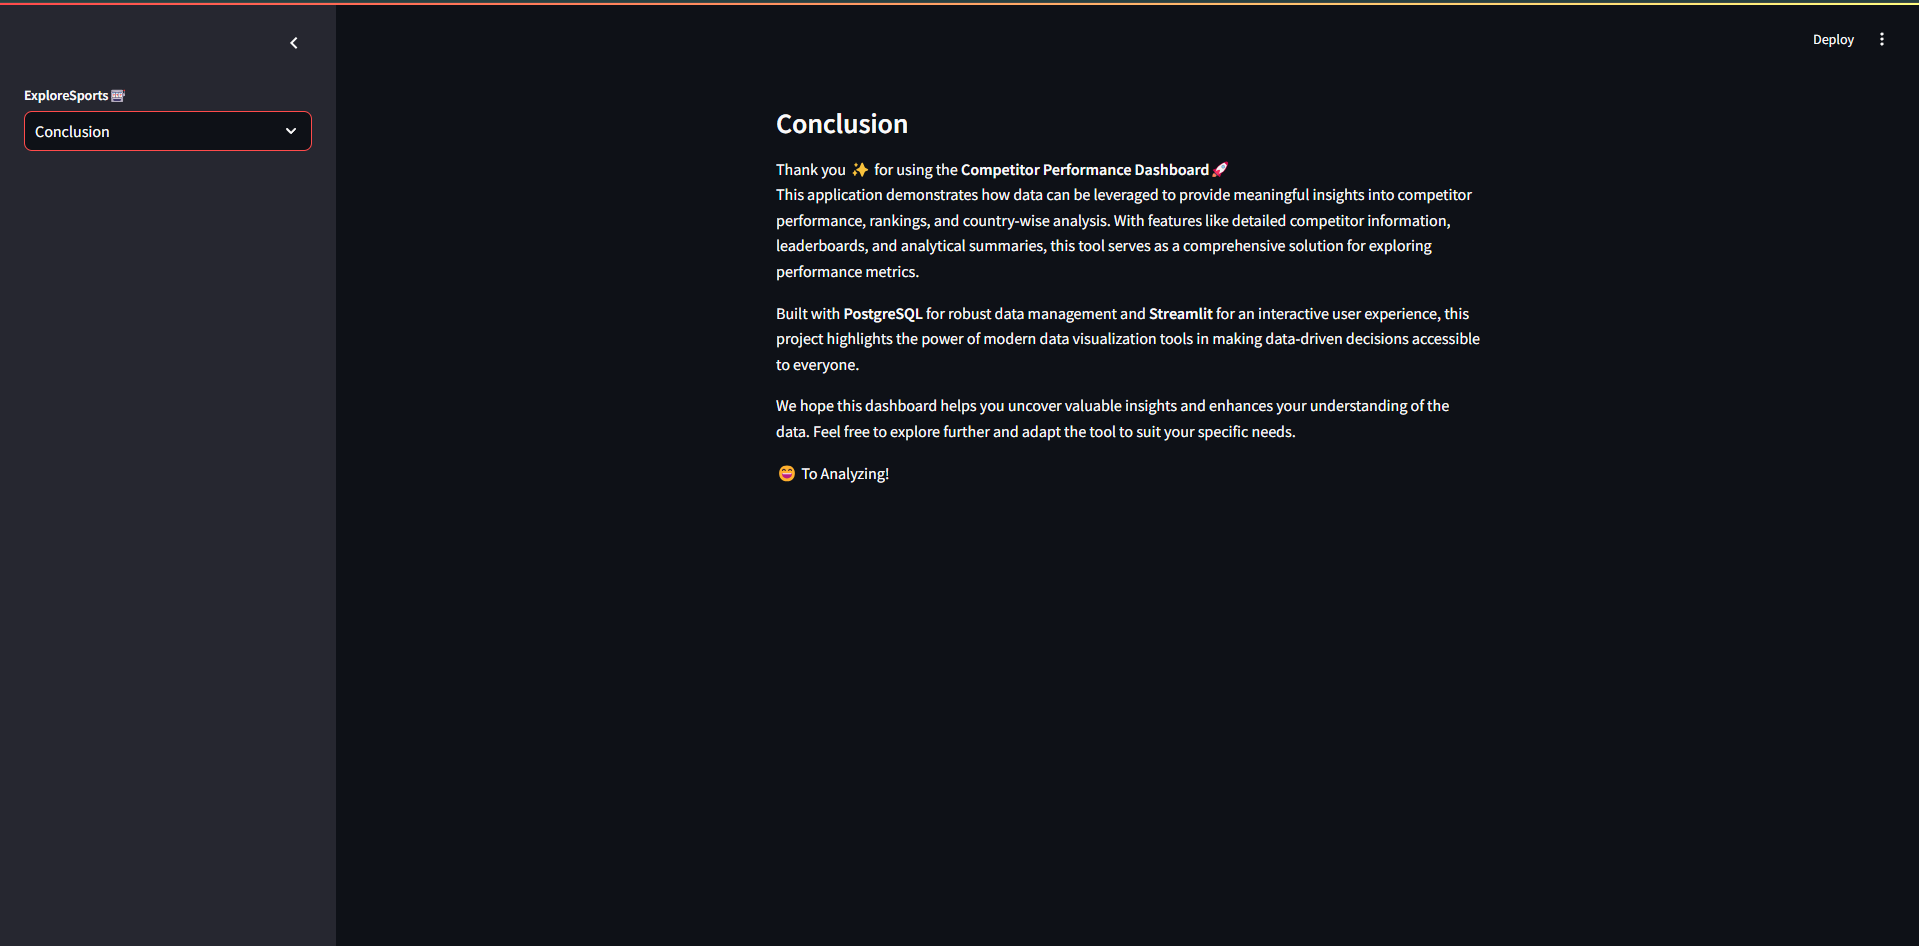 Deploy
ExploreSports
Conclusion
Conclusion
Thank you ✨ for using the Competitor Performance Dashboard 🚀
This application demonstrates how data can be leveraged to provide meaningful insights into competitor
performance, rankings, and country-wise analysis. With features like detailed competitor information,
leaderboards, and analytical summaries, this tool serves as a comprehensive solution for exploring
performance metrics.
Built with PostgreSQL for robust data management and Streamlit for an interactive user experience, this
project highlights the power of modern data visualization tools in making data-driven decisions accessible
to everyone.
We hope this dashboard helps you uncover valuable insights and enhances your understanding of the
data. Feel free to explore further and adapt the tool to suit your specific needs.
😄 To Analyzing!